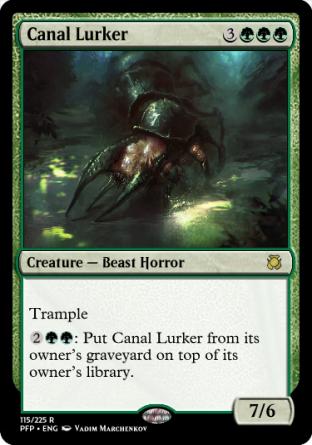 Canal Lurker 3
Creature — Beast Horror
Trample
2: Put Canal Lurker from its
owner's graveyard on top of its
owner's library.
7/6
115/225 R
PFP • ENG Vadim Marchenkov